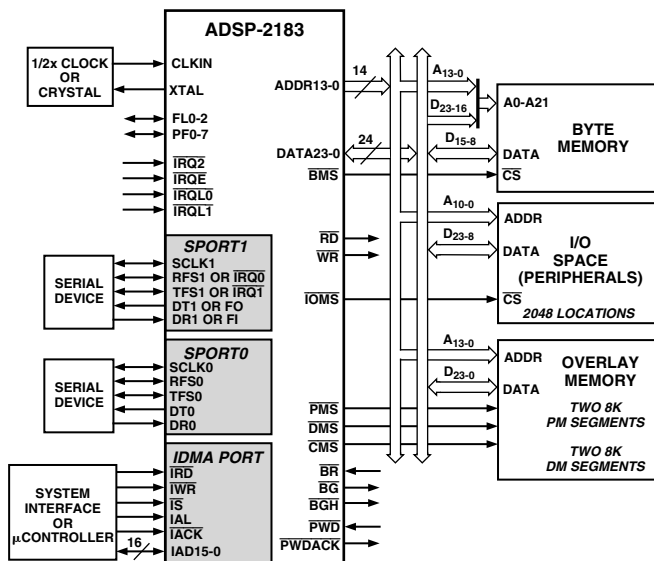 ADSP-2183
1/2x CLOCK
OR
CRYSTAL
CLKIN
XTAL
FL0-2
PF0-7
IRQ2
IRQE
IRQL0
IRQL1
SPORT1
SERIAL
DEVICE
SCLK1
RFS1 OR IRQ0
TFS1 OR IRQ1
DT1 OR FO
DR1 OR FI
SPORT0
SERIAL
DEVICE
SCLK0
RFS0
TFS0
DT0
DR0
IDMA PORT
SYSTEM
INTERFACE
OR
µCONTROLLER
IRD
IWR
IS
IAL
IACK
16
IAD15-0
ADDR13-0
14
DATA23-0
24
BMS
RD
WR
IOMS
PMS
DMS
CMS
BR
BG
BGH
PWD
PWDACK
A13-0
D23-16
D15-8
A0-A21
BYTE
MEMORY
DATA
CS
A10-0
D23-8
ADDR
I/O
SPACE
(PERIPHERALS)
DATA
CS
2048 LOCATIONS
A13-0
D23-0
ADDR
OVERLAY
MEMORY
DATA
TWO 8K
PM SEGMENTS
TWO 8K
DM SEGMENTS